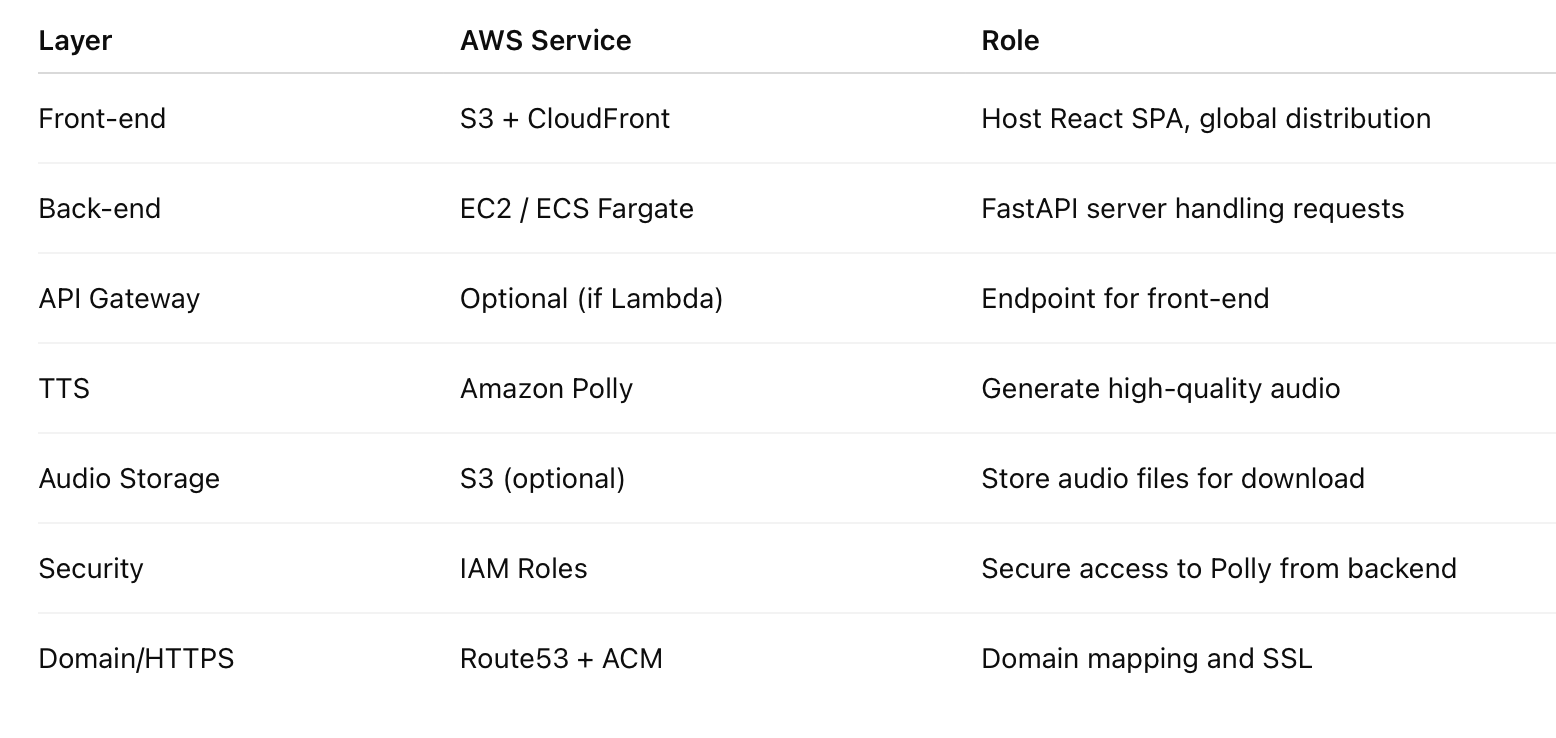 Layer AWS Service Role
Front-end S3 + CloudFront Host React SPA, global distribution
Back-end EC2 / ECS Fargate FastAPI server handling requests
API Gateway Optional (if Lambda) Endpoint for front-end
TTS Amazon Polly Generate high-quality audio
Audio Storage S3 (optional) Store audio files for download
Security IAM Roles Secure access to Polly from backend
Domain/HTTPS Route53 + ACM Domain mapping and SSL